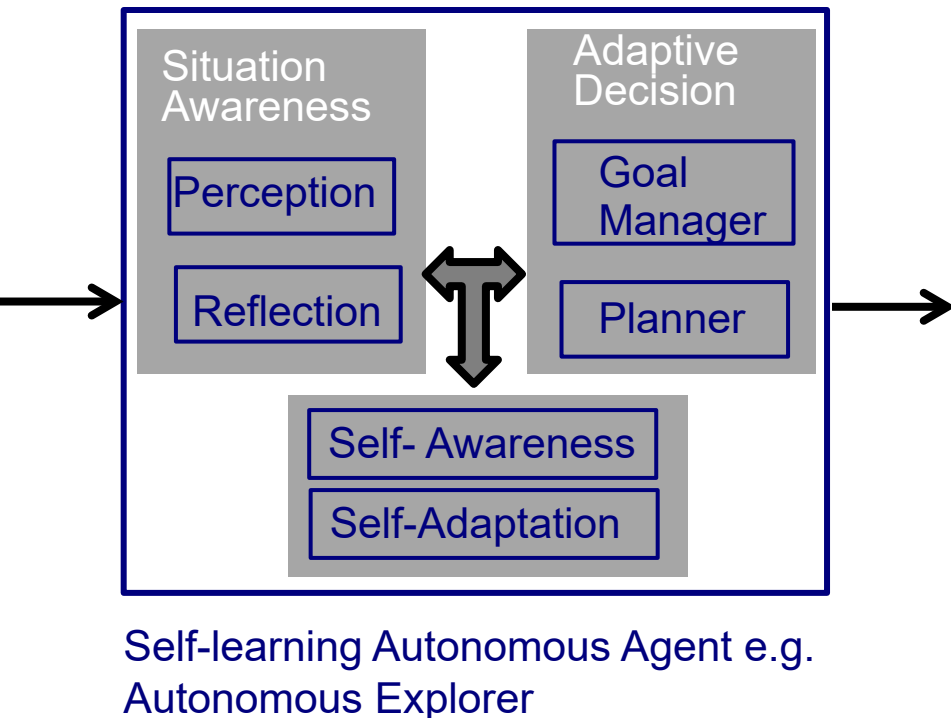 Situation
Awareness
Perception
Reflection
Adaptive
Decision
Goal
Manager
Planner
Self- Awareness
Self-Adaptation
Self-learning Autonomous Agent e.g.
Autonomous Explorer